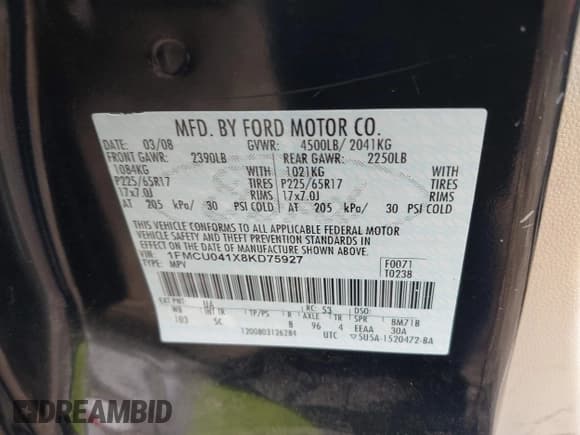 MFD. BY FORD MOTOR CO.
DATE: 03/08 GVWR: 4500LB/ 2041KG
FRONT GAWR: 2390LB REAR GAWR: 2250LB
1084KG WITH 1021KG WITH
P225/65R17 TIRES P225/65R17 TIRES
17x7.0J RIMS 17x7.0J RIMS
AT 205 kPa/ 30 PSI COLD AT 205 kPa/ 30 PSI COLD
THIS VEHICLE CONFORMS TO ALL APPLICABLE FEDERAL MOTOR
VEHICLE SAFETY AND THEFT PREVENTION STANDARDS IN
EFFECT ON THE DATE OF MANUFACTURE SHOWN ABOVE.
VIN: 1FMCU041X8KD75927 F0071
TYPE: MPV T0238
EXT PNT: UA RC: 53 DSO:
WB INT TR TP/PS R AXLE TR SPR BM71B
103 5C B 96 4 EEAA 30A
1200803126284 UTC ▽5U5A-1520472-BA
DREAMBID